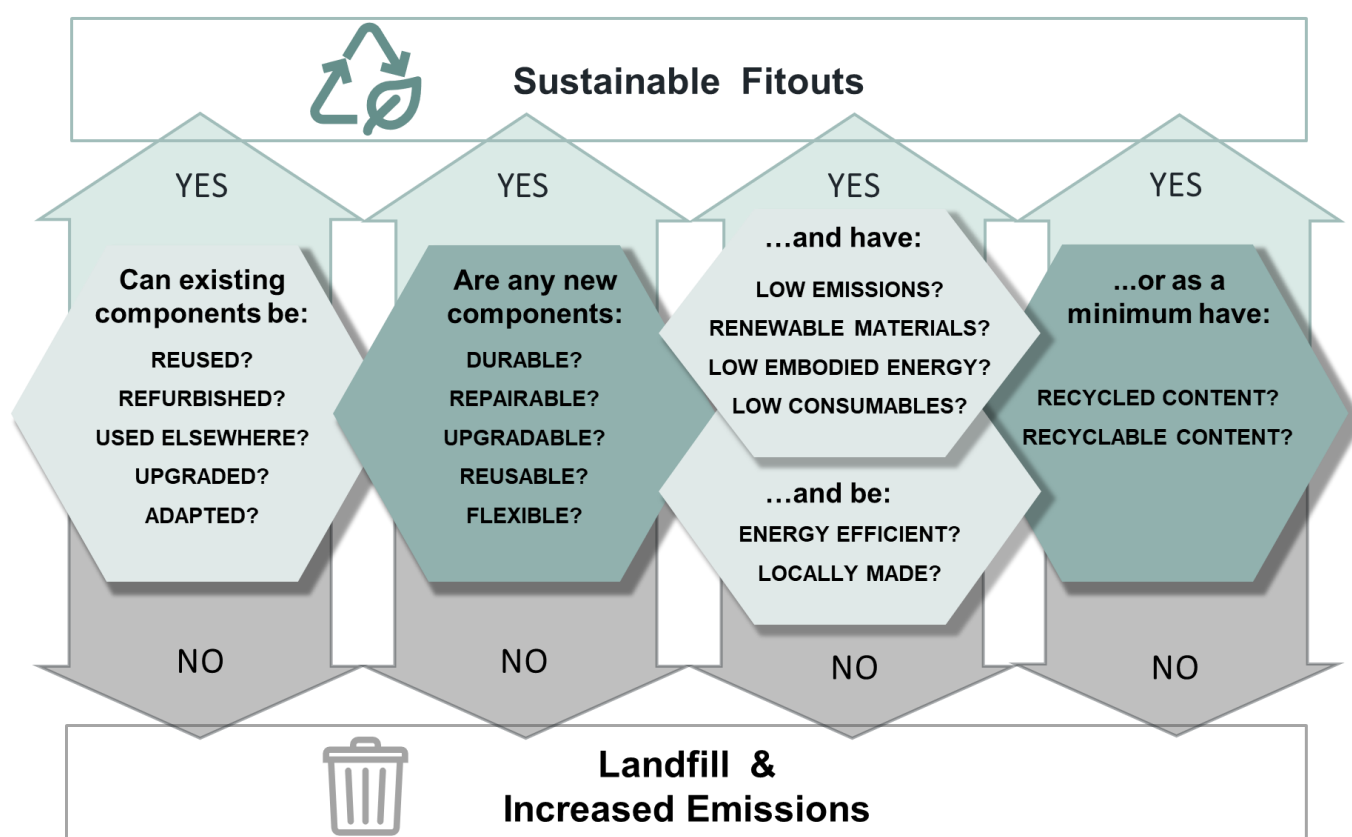 Sustainable Fitouts
YES
YES
YES
YES
Can existing
components be:
REUSED?
REFURBISHED?
USED ELSEWHERE?
UPGRADED?
ADAPTED?
Are any new
components:
DURABLE?
REPAIRABLE?
UPGRADABLE?
REUSABLE?
FLEXIBLE?
…and have:
LOW EMISSIONS?
RENEWABLE MATERIALS?
LOW EMBODIED ENERGY?
LOW CONSUMABLES?
…and be:
ENERGY EFFICIENT?
LOCALLY MADE?
...or as a
minimum have:
RECYCLED CONTENT?
RECYCLABLE CONTENT?
NO
NO
NO
NO
Landfill &
Increased Emissions